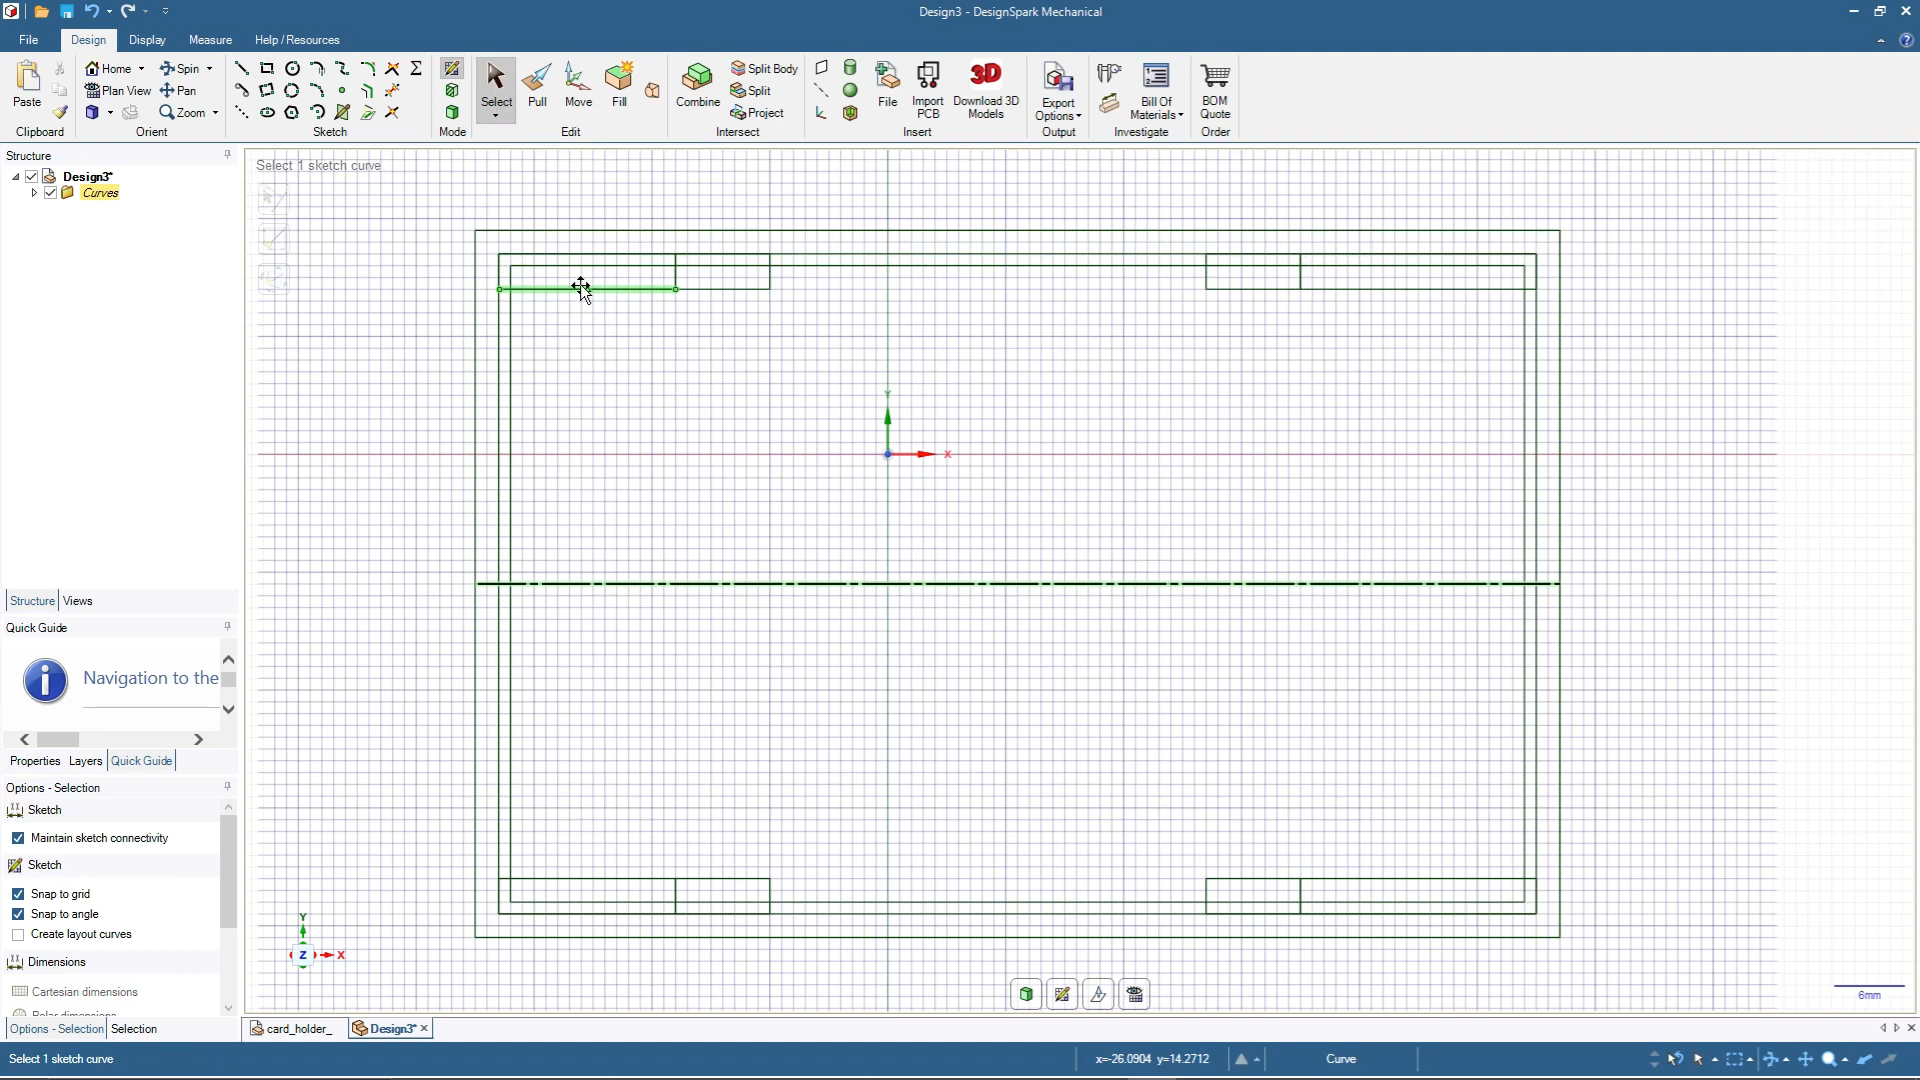 Design3 - DesignSpark Mechanical
File Design Display Measure Help / Resources
Paste
Clipboard
Home Spin
Plan View Pan
Zoom
Orient
Sketch
Mode
Select Pull Move Fill
Edit
Combine
Split Body
Split
Project
Intersect
File Import PCB Download 3D Models
3D
Insert
Export Options
Output
Bill Of Materials
Investigate
BOM Quote
Order
Structure
Design3*
Curves
Structure Views
Quick Guide
Navigation to the
Properties Layers Quick Guide
Options - Selection
Sketch
Maintain sketch connectivity
Sketch
Snap to grid
Snap to angle
Create layout curves
Dimensions
Cartesian dimensions
Polar dimensions
Options - Selection Selection
Select 1 sketch curve
Y
X
Y
Z X
6mm
card_holder_ Design3*
Select 1 sketch curve
x=-26.0904 y=14.2712
Curve